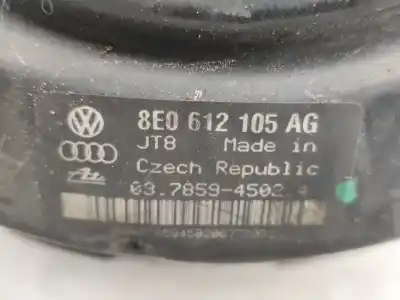 8E0 612 105 AG
JT8 Made in
Czech Republic
03.7859-4502.4